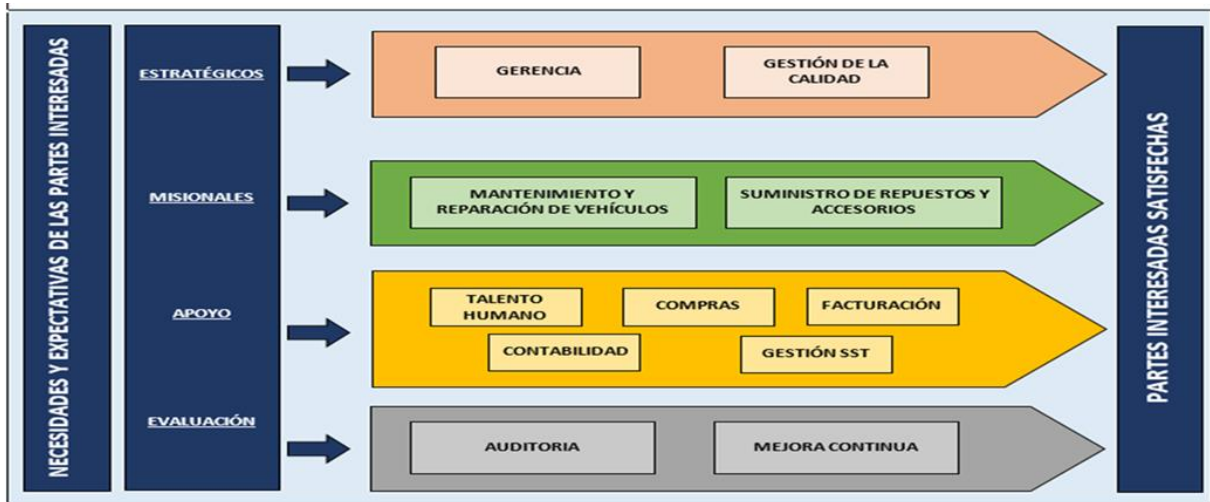 NECESIDADES Y EXPECTATIVAS DE LAS PARTES INTERESADAS
ESTRATÉGICOS
GERENCIA
GESTIÓN DE LA
CALIDAD
MISIONALES
MANTENIMIENTO Y
REPARACIÓN DE VEHÍCULOS
SUMINISTRO DE REPUESTOS Y
ACCESORIOS
APOYO
TALENTO
HUMANO
COMPRAS
FACTURACIÓN
CONTABILIDAD
GESTIÓN SST
EVALUACIÓN
AUDITORIA
MEJORA CONTINUA
PARTES INTERESADAS SATISFECHAS